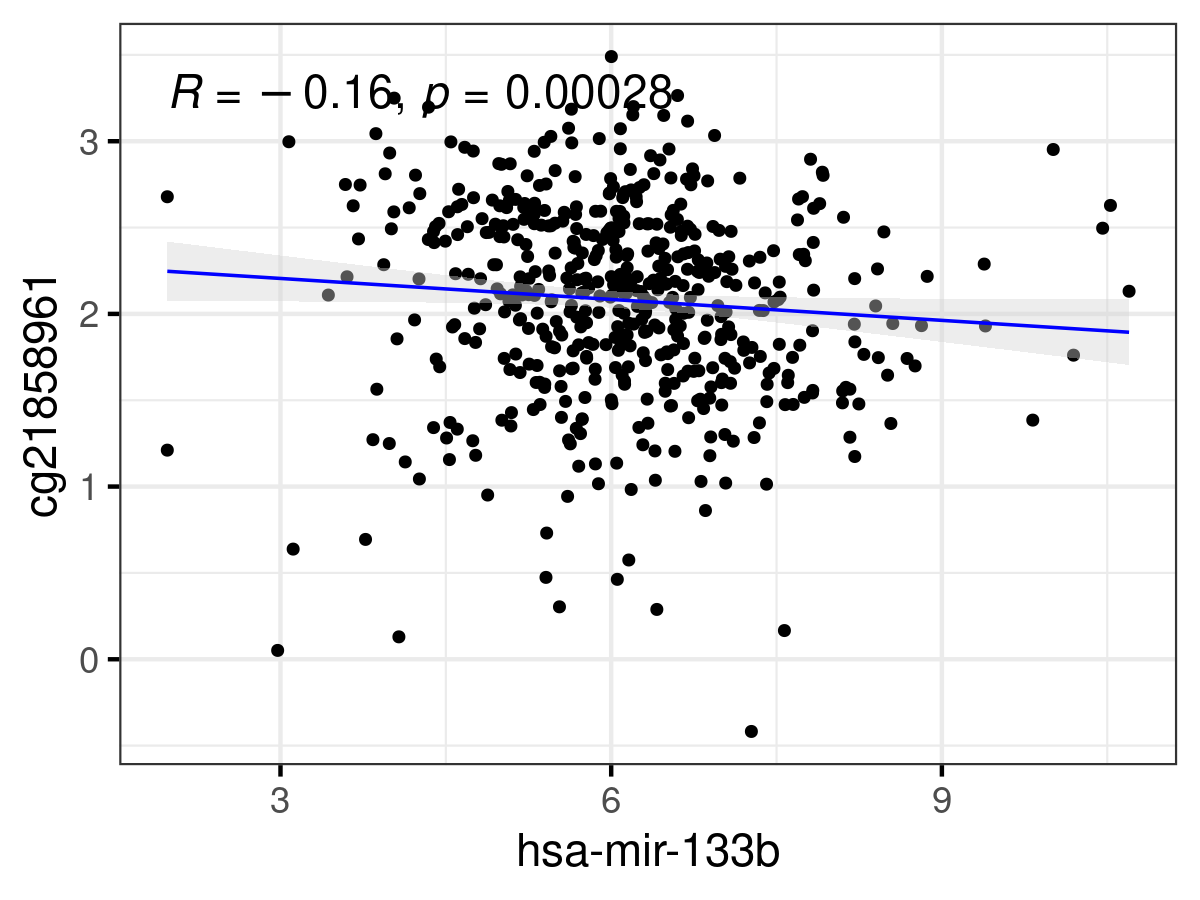 R = − 0.16, p = 0.00028
3
2
1
0
cg21858961
3 6 9
hsa-mir-133b